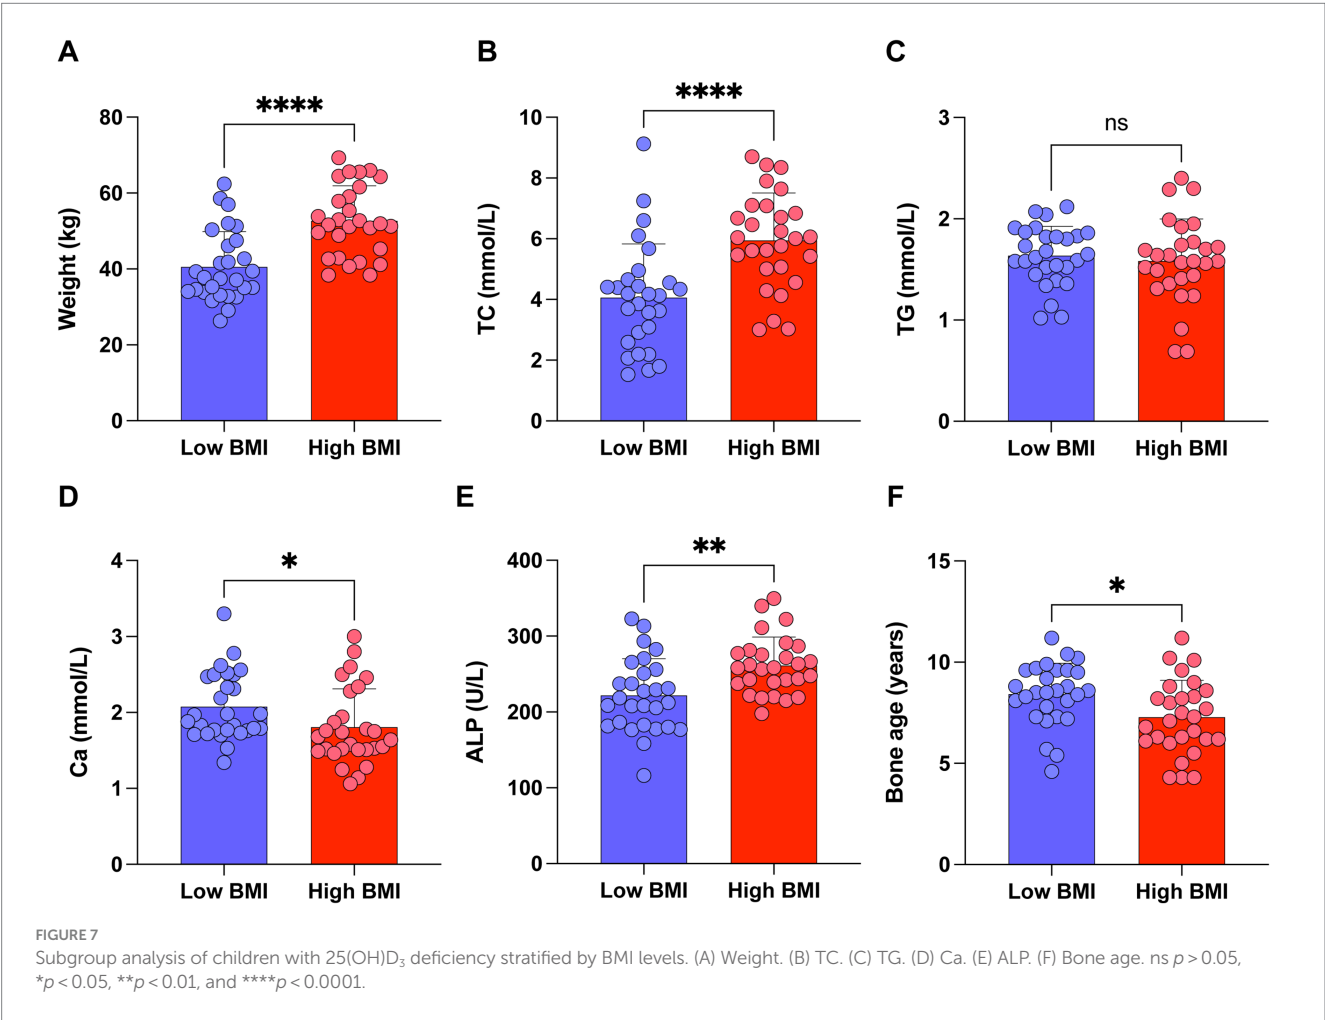 A
B
C
****
****
ns
80
60
40
20
0
Weight (kg)
Low BMI
High BMI
10
8
6
4
2
0
TC (mmol/L)
Low BMI
High BMI
3
2
1
0
TG (mmol/L)
Low BMI
High BMI
D
E
F
*
**
*
4
3
2
1
0
Ca (mmol/L)
Low BMI
High BMI
400
300
200
100
0
ALP (U/L)
Low BMI
High BMI
15
10
5
0
Bone age (years)
Low BMI
High BMI
FIGURE 7
Subgroup analysis of children with 25(OH)D₃ deficiency stratified by BMI levels. (A) Weight. (B) TC. (C) TG. (D) Ca. (E) ALP. (F) Bone age. ns p > 0.05,
*p < 0.05, **p < 0.01, and ****p < 0.0001.